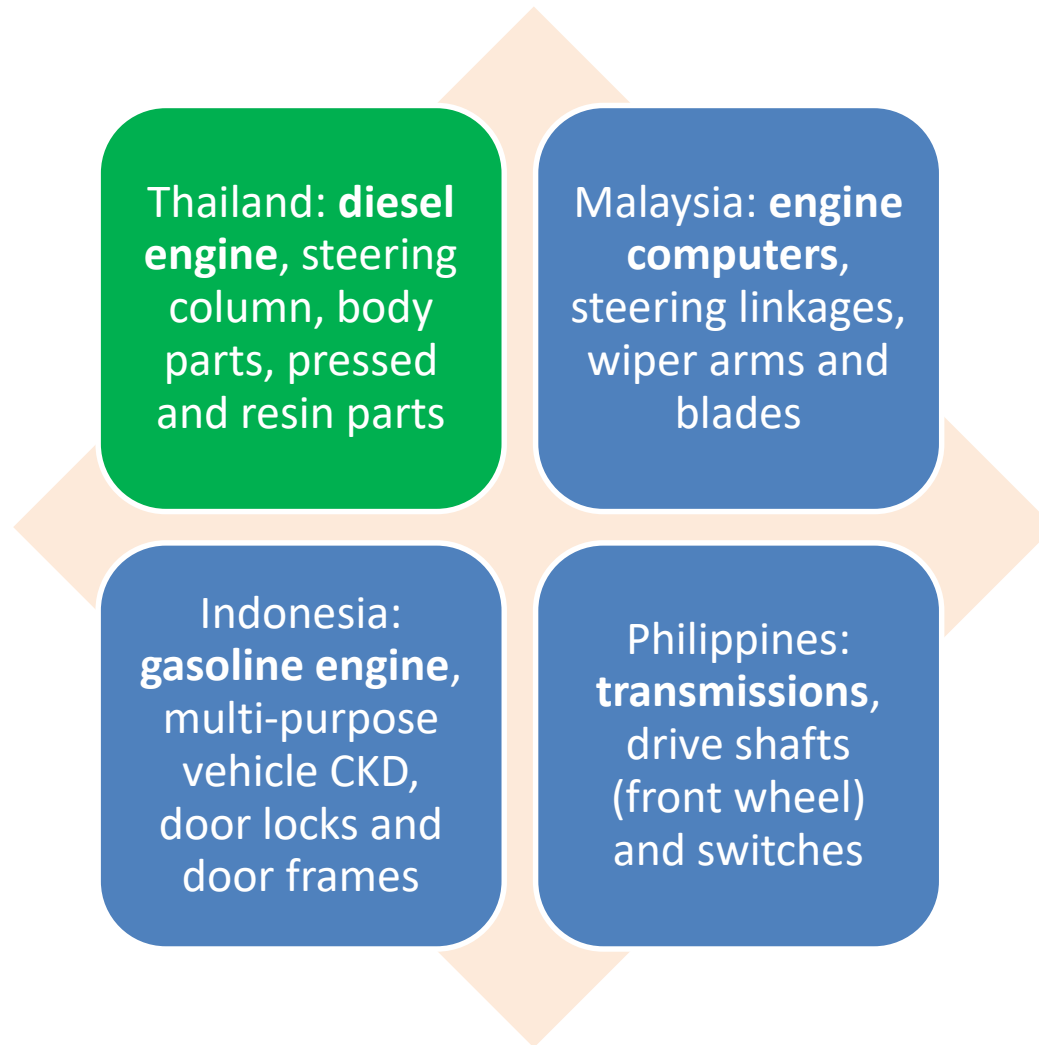 Thailand: diesel
engine, steering
column, body
parts, pressed
and resin parts
Malaysia: engine
computers,
steering linkages,
wiper arms and
blades
Indonesia:
gasoline engine,
multi-purpose
vehicle CKD,
door locks and
door frames
Philippines:
transmissions,
drive shafts
(front wheel)
and switches